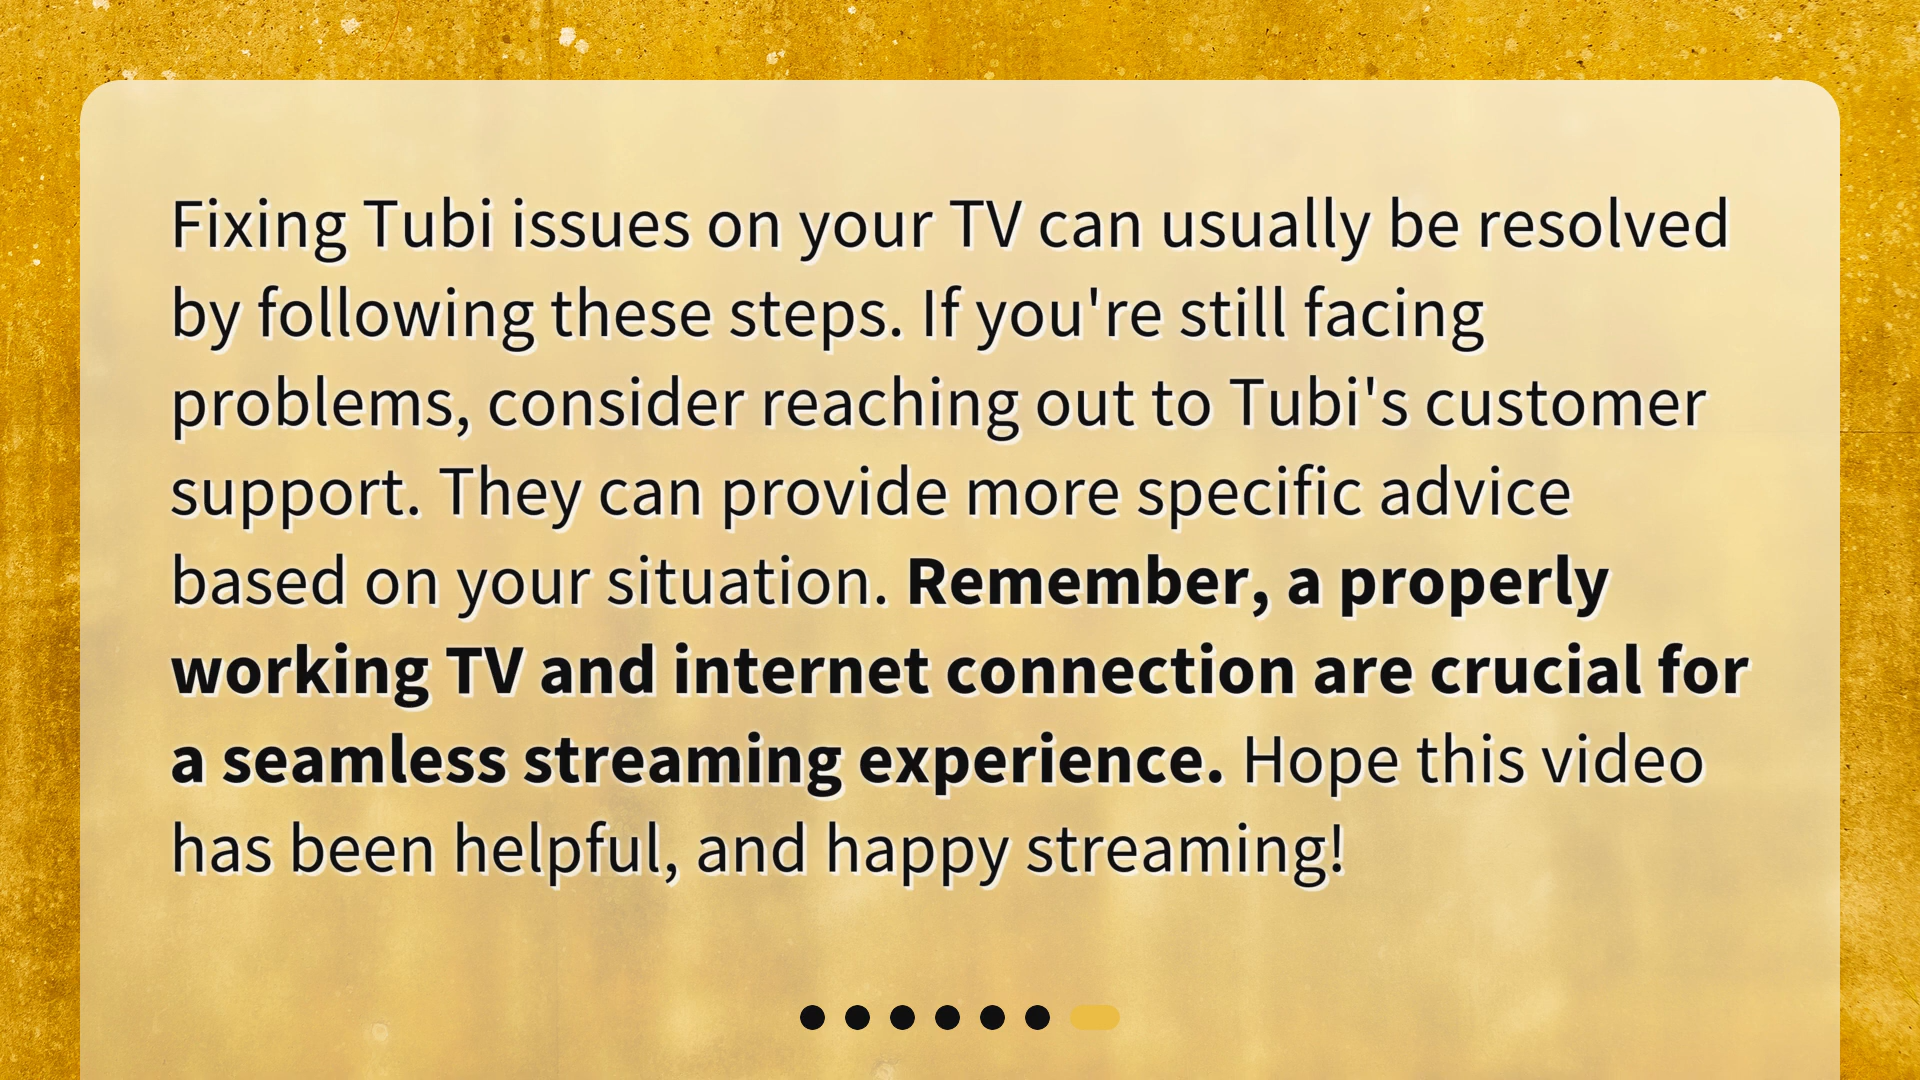 Fixing Tubi issues on your TV can usually be resolved
by following these steps. If you're still facing
problems, consider reaching out to Tubi's customer
support. They can provide more specific advice
based on your situation. Remember, a properly
working TV and internet connection are crucial for
a seamless streaming experience. Hope this video
has been helpful, and happy streaming!